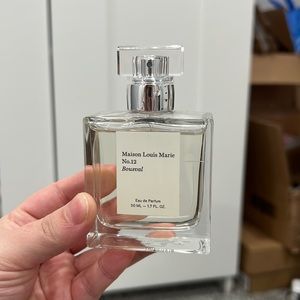 Maison Louis Marie
No.12
Bousval
Eau de Parfum
50 ML — 1.7 FL. OZ.